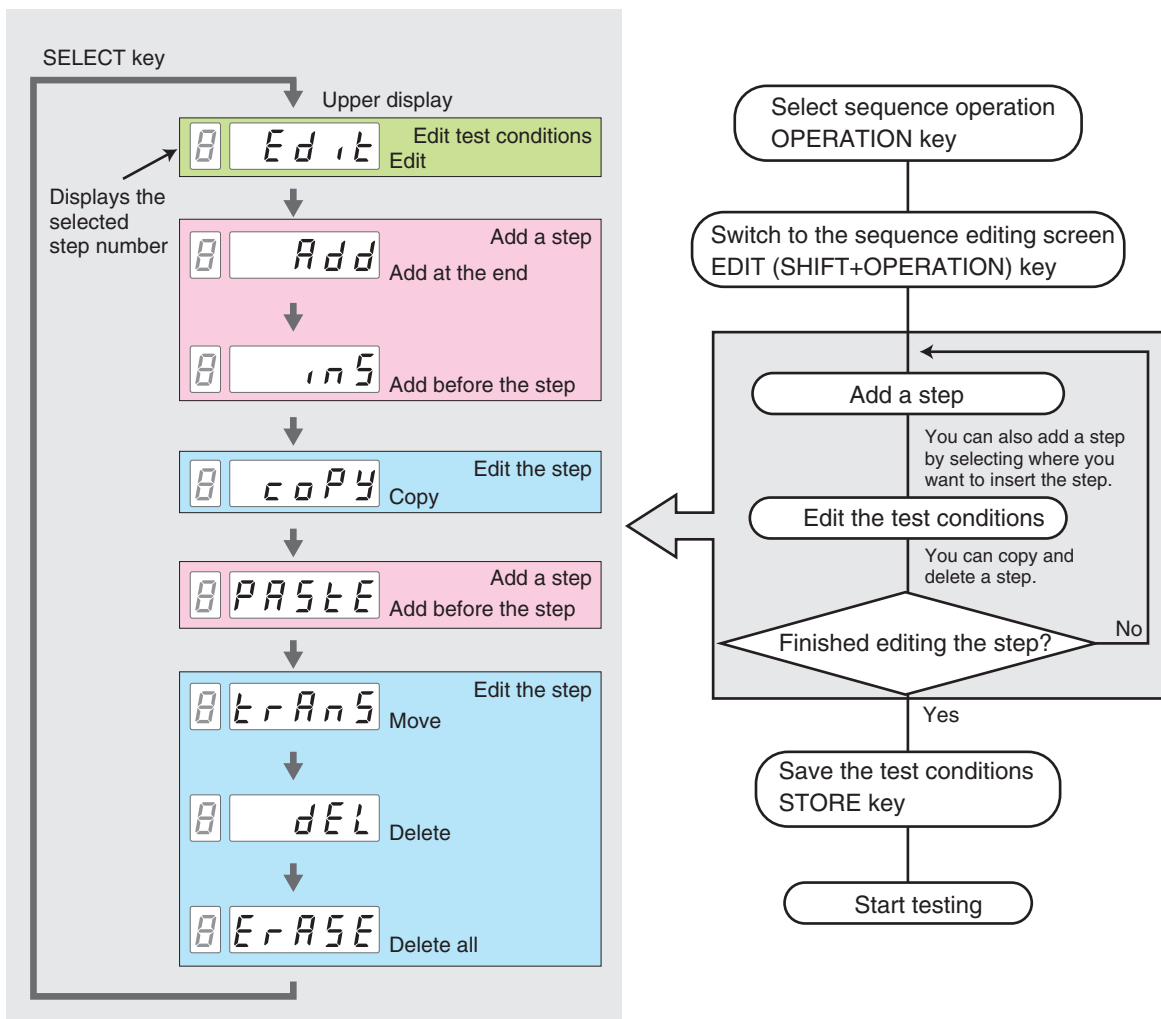 SELECT key
Upper display
8 Edit
Edit test conditions
Edit
Displays the
selected
step number
8 Add
Add a step
Add at the end
8 inS
Add before the step
8 coPY
Edit the step
Copy
8 PAStE
Add a step
Add before the step
8 trAnS
Edit the step
Move
8 dEL
Delete
8 ErASE
Delete all
Select sequence operation
OPERATION key
Switch to the sequence editing screen
EDIT (SHIFT+OPERATION) key
Add a step
You can also add a step
by selecting where you
want to insert the step.
Edit the test conditions
You can copy and
delete a step.
Finished editing the step?
No
Yes
Save the test conditions
STORE key
Start testing